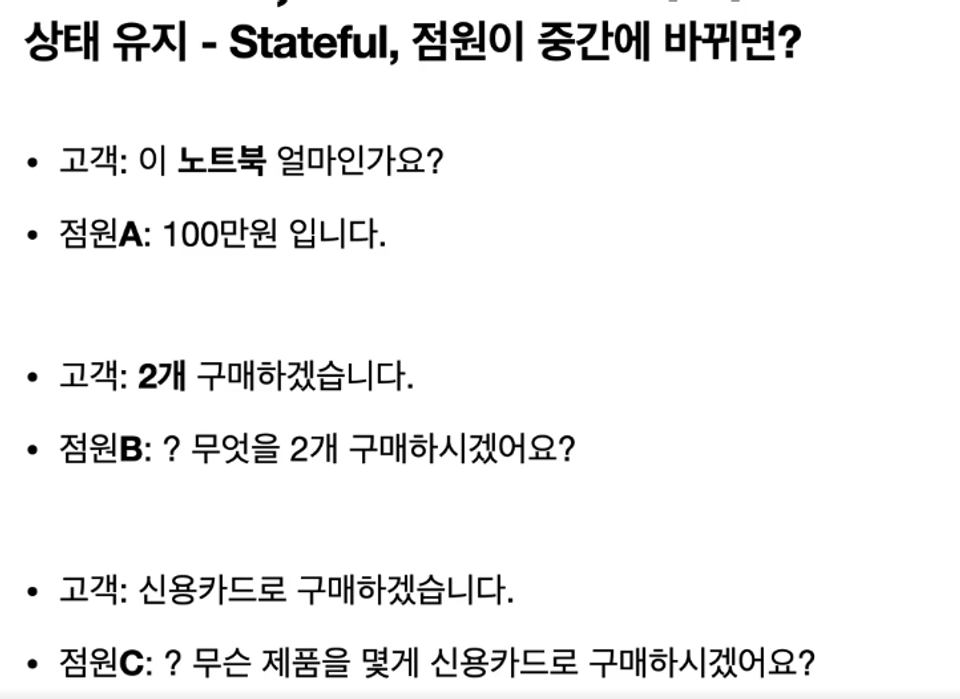 상태 유지 - Stateful, 점원이 중간에 바뀌면?
• 고객: 이 노트북 얼마인가요?
• 점원A: 100만원 입니다.
• 고객: 2개 구매하겠습니다.
• 점원B: ? 무엇을 2개 구매하시겠어요?
• 고객: 신용카드로 구매하겠습니다.
• 점원C: ? 무슨 제품을 몇게 신용카드로 구매하시겠어요?